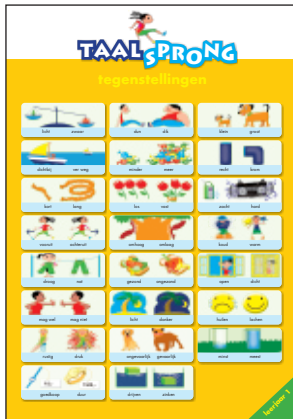 TAALSPRONG
tegenstellingen
licht zwaar dun dik klein groot
dichtbij ver weg minder meer recht krom
kort lang los vast zacht hard
vooruit achteruit omhoog omlaag koud warm
droog nat gezond ongezond open dicht
mag wel mag niet licht donker huilen lachen
rustig druk ongevaarlijk gevaarlijk minst meest
goedkoop duur drijven zinken
leerjaar 1